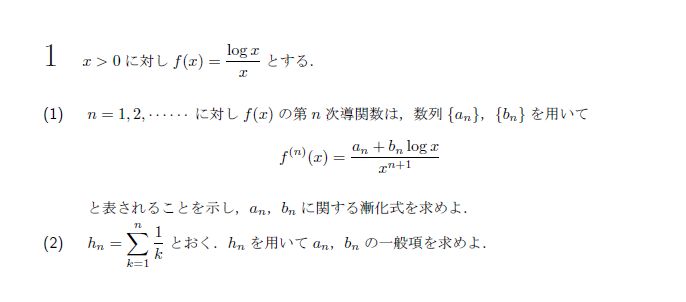 1 x > 0 に対し f(x) = \frac{\log x}{x} とする．
(1) n = 1, 2, ⋯⋯ に対し f(x) の第 n 次導関数は，数列 {a_n}，{b_n} を用いて
f^{(n)}(x) = \frac{a_n + b_n \log x}{x^{n+1}}
と表されることを示し，a_n，b_n に関する漸化式を求めよ．
(2) h_n = \sum_{k=1}^{n} \frac{1}{k} とおく．h_n を用いて a_n，b_n の一般項を求めよ．